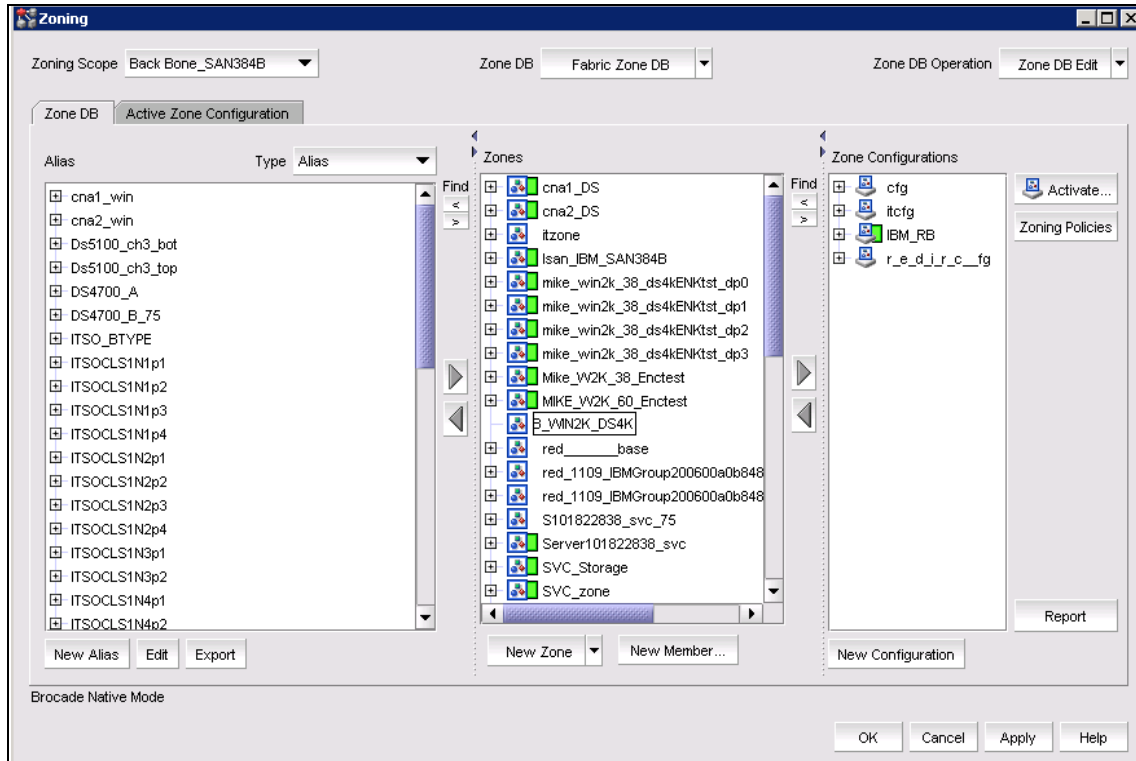 Zoning
Zoning Scope Back Bone_SAN384B Zone DB Fabric Zone DB Zone DB Operation Zone DB Edit
Zone DB Active Zone Configuration
Alias Type Alias
cna1_win
cna2_win
Ds5100_ch3_bot
Ds5100_ch3_top
DS4700_A
DS4700_B_75
ITSO_BTYPE
ITSOCLS1N1p1
ITSOCLS1N1p2
ITSOCLS1N1p3
ITSOCLS1N1p4
ITSOCLS1N2p1
ITSOCLS1N2p2
ITSOCLS1N2p3
ITSOCLS1N2p4
ITSOCLS1N3p1
ITSOCLS1N3p2
ITSOCLS1N4p1
ITSOCLS1N4p2
New Alias Edit Export
Find
<
>
Zones
cna1_DS
cna2_DS
itzone
lsan_IBM_SAN384B
mike_win2k_38_ds4kENKtst_dp0
mike_win2k_38_ds4kENKtst_dp1
mike_win2k_38_ds4kENKtst_dp2
mike_win2k_38_ds4kENKtst_dp3
Mike_W2K_38_Enctest
MIKE_W2K_60_Enctest
B_WIN2K_DS4K
red_______base
red_1109_IBMGroup200600a0b848
red_1109_IBMGroup200600a0b848
S101822838_svc_75
Server101822838_svc
SVC_Storage
SVC_zone
New Zone New Member...
Find
<
>
Zone Configurations
cfg
itcfg
IBM_RB
r_e_d_i_r_c__fg
New Configuration
Activate...
Zoning Policies
Report
Brocade Native Mode
OK Cancel Apply Help